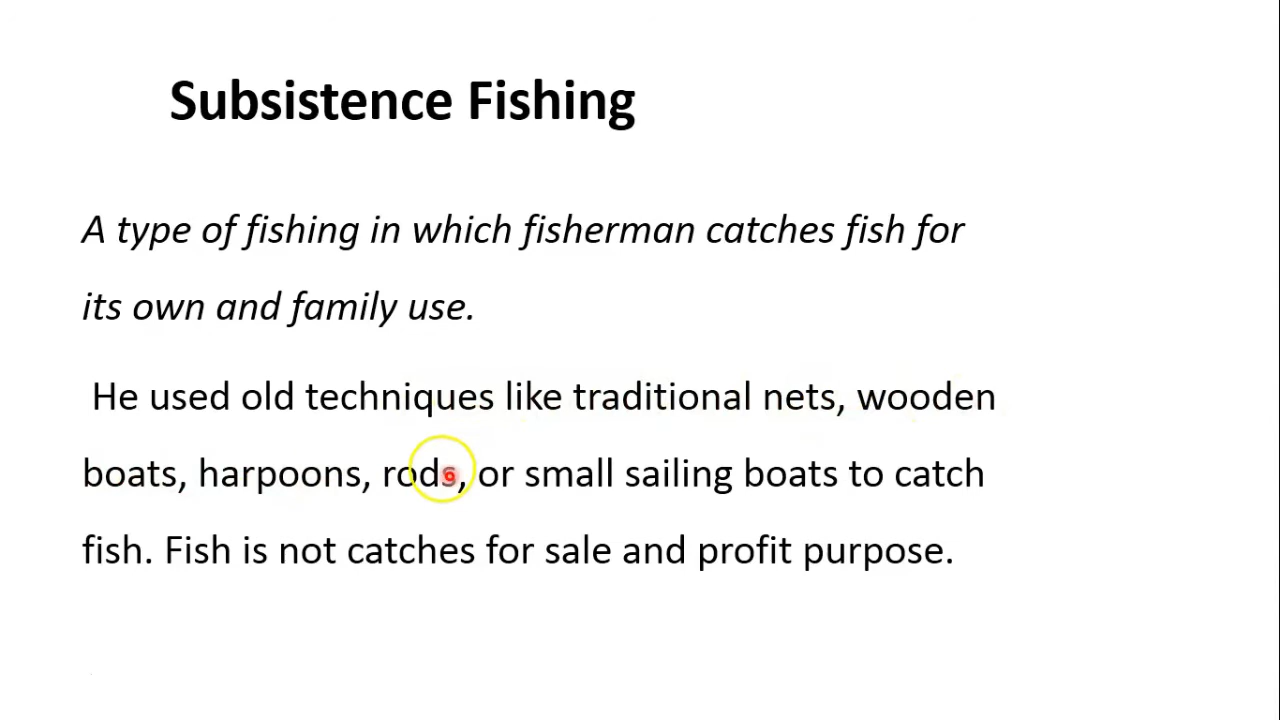 Subsistence Fishing
A type of fishing in which fisherman catches fish for
its own and family use.
He used old techniques like traditional nets, wooden
boats, harpoons, rods, or small sailing boats to catch
fish. Fish is not catches for sale and profit purpose.